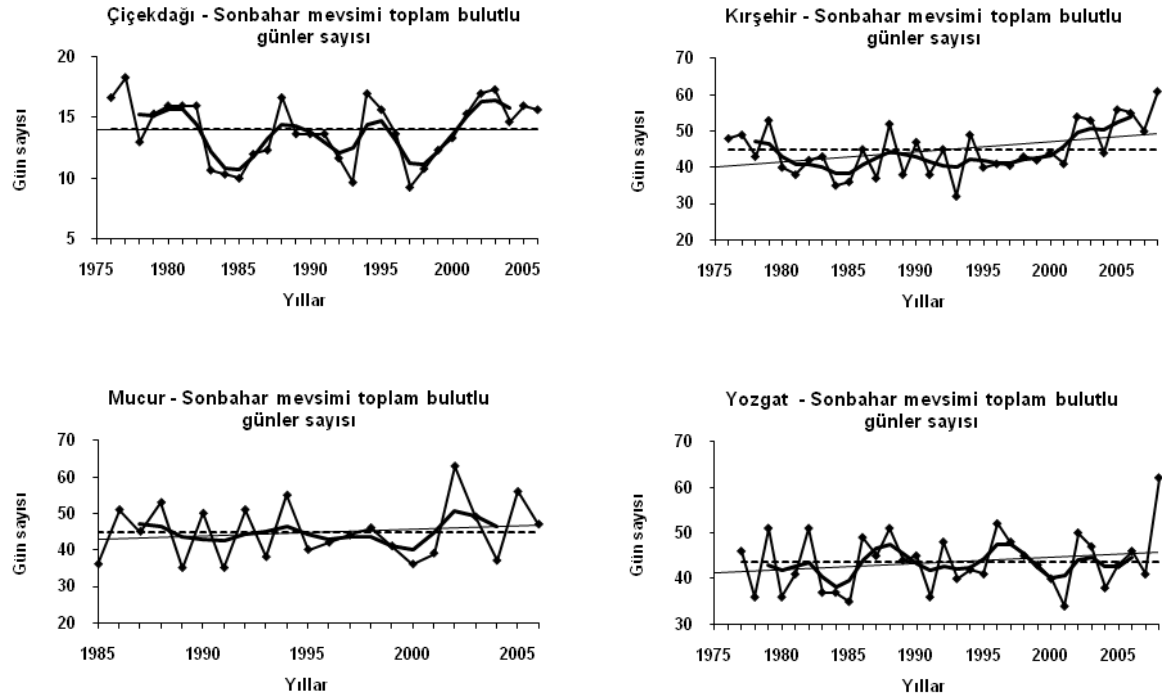 Çiçekdağı - Sonbahar mevsimi toplam bulutlu
günler sayısı
Gün sayısı
20
15
10
5
1975 1980 1985 1990 1995 2000 2005
Yıllar
Kırşehir - Sonbahar mevsimi toplam bulutlu
günler sayısı
Gün sayısı
70
60
50
40
30
20
1975 1980 1985 1990 1995 2000 2005
Yıllar
Mucur - Sonbahar mevsimi toplam bulutlu
günler sayısı
Gün sayısı
70
60
50
40
30
20
1985 1990 1995 2000 2005
Yıllar
Yozgat - Sonbahar mevsimi toplam bulutlu
günler sayısı
Gün sayısı
70
60
50
40
30
1975 1980 1985 1990 1995 2000 2005
Yıllar